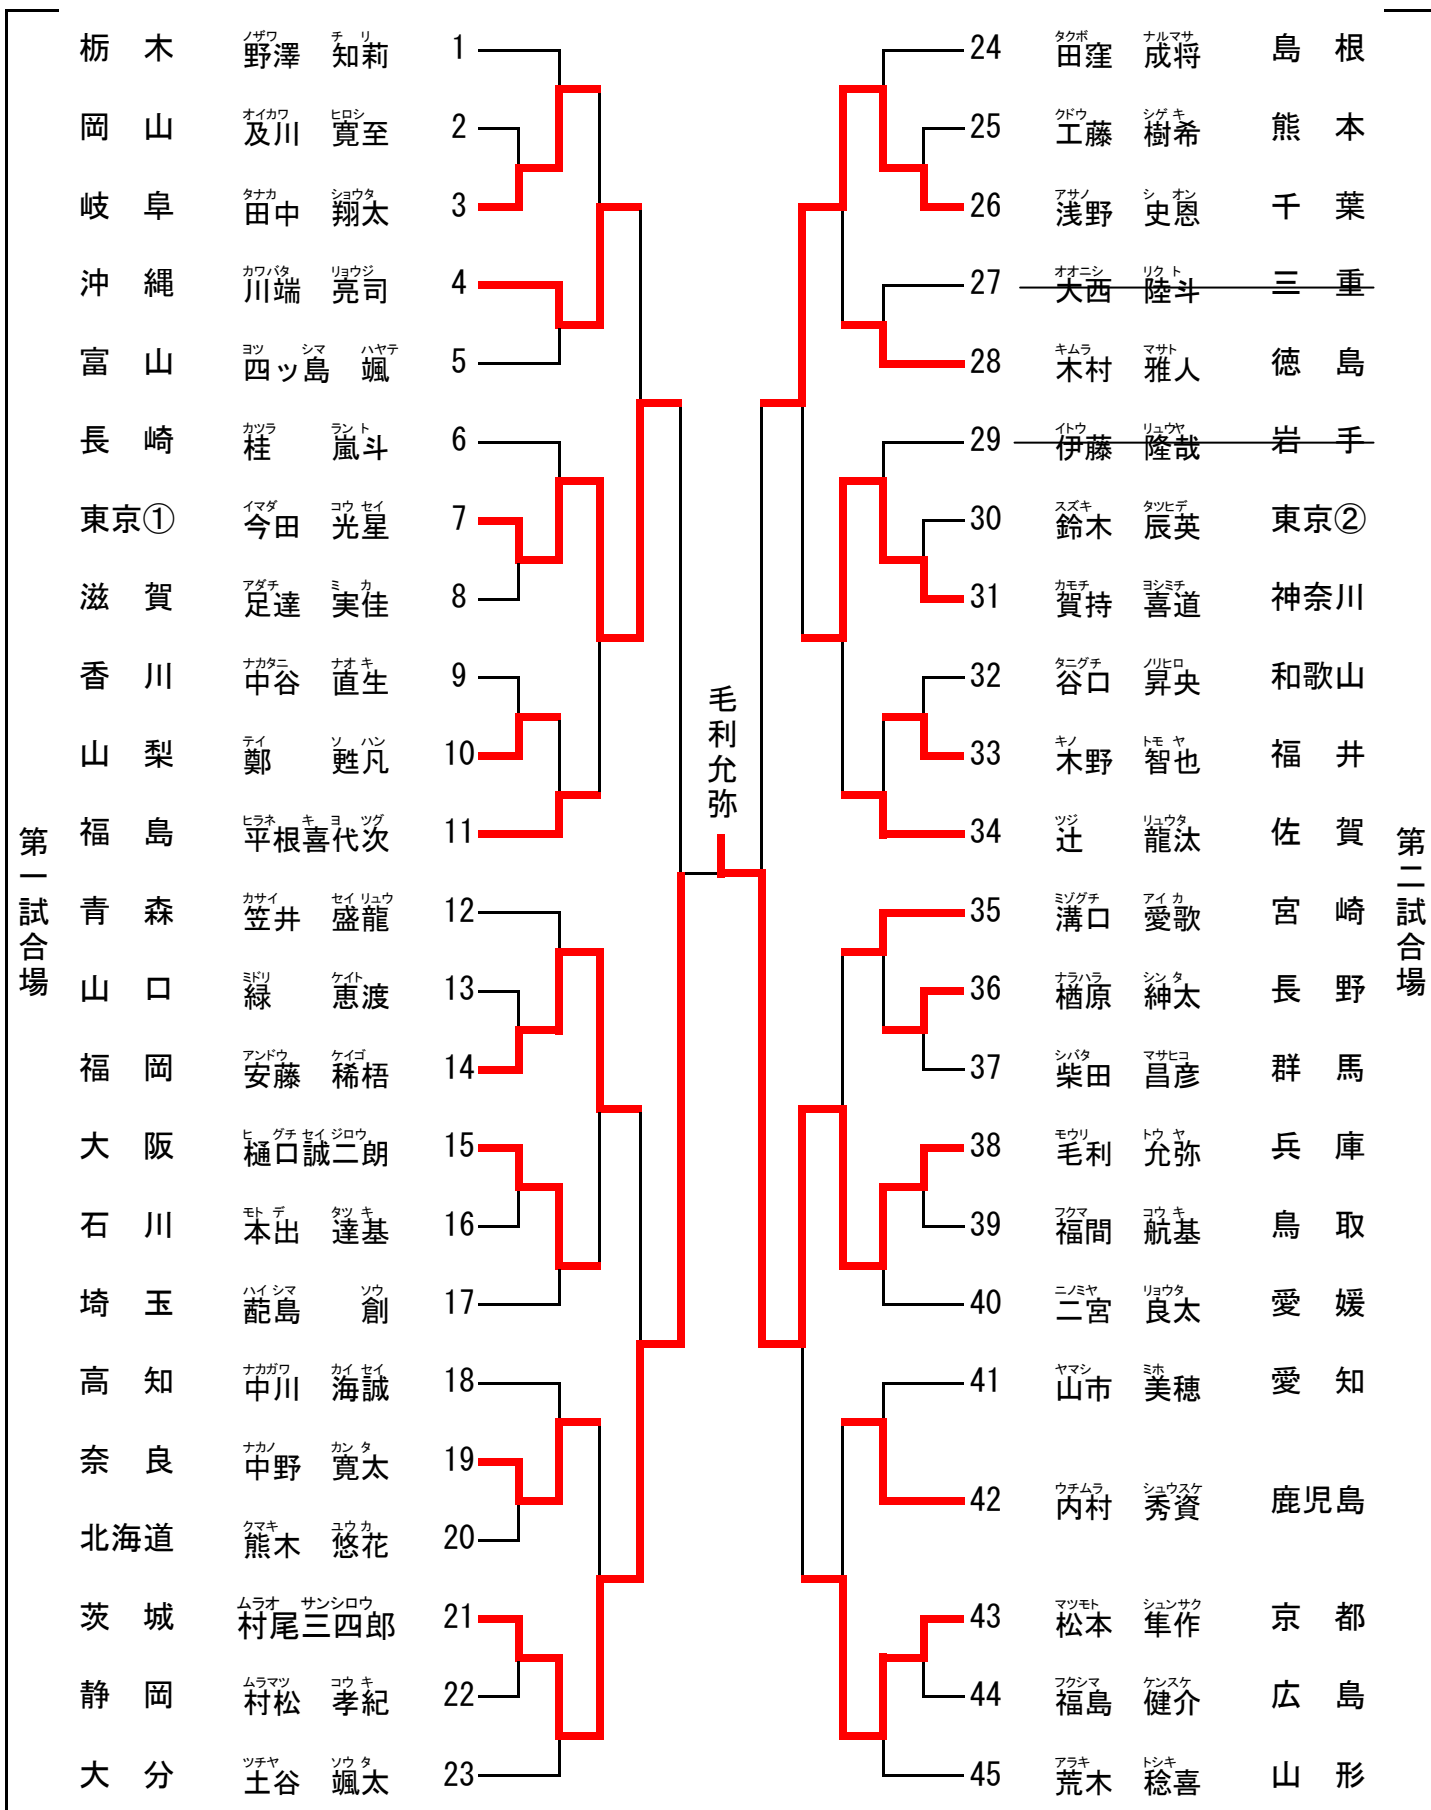 第一試合場
栃木 野澤 知莉 ノザワ チリ 1
岡山 及川 寛至 オイカワ ヒロシ 2
岐阜 田中 翔太 タナカ ショウタ 3
沖縄 川端 亮司 カワバタ リョウジ 4
富山 四ッ島 颯 ヨツ シマ ハヤテ 5
長崎 桂 嵐斗 カツラ ラント 6
東京① 今田 光星 イマダ コウセイ 7
滋賀 足達 実佳 アダチ ミカ 8
香川 中谷 直生 ナカタニ ナオキ 9
山梨 鄭 甦凡 テイ ソハン 10
福島 平根喜代次 ヒラネ キヨツグ 11
青森 笠井 盛龍 カサイ セイリュウ 12
山口 緑 恵渡 ミドリ ケイト 13
福岡 安藤 稀梧 アンドウ ケイゴ 14
大阪 樋口誠二朗 ヒグチ セイジロウ 15
石川 本出 達基 モトデ タツキ 16
埼玉 蓜島 創 ハイシマ ソウ 17
高知 中川 海誠 ナカガワ カイセイ 18
奈良 中野 寛太 ナカノ カンタ 19
北海道 熊木 悠花 クマキ ユウカ 20
茨城 村尾三四郎 ムラオ サンシロウ 21
静岡 村松 孝紀 ムラマツ コウキ 22
大分 土谷 颯太 ツチヤ ソウタ 23
毛利允弥
24 田窪 成将 タクボ ナルマサ 島根
25 工藤 樹希 クドウ シゲキ 熊本
26 浅野 史恩 アサノ シオン 千葉
27 大西 陸斗 オオニシ リクト 三重
28 木村 雅人 キムラ マサト 徳島
29 伊藤 隆哉 イトウ リュウヤ 岩手
30 鈴木 辰英 スズキ タツヒデ 東京②
31 賀持 喜道 カモチ ヨシミチ 神奈川
32 谷口 昇央 タニグチ ノリヒロ 和歌山
33 木野 智也 キノ トモヤ 福井
34 辻 龍汰 ツジ リュウタ 佐賀
35 溝口 愛歌 ミゾグチ アイカ 宮崎
36 楢原 紳太 ナラハラ シンタ 長野
37 柴田 昌彦 シバタ マサヒコ 群馬
38 毛利 允弥 モウリ トウヤ 兵庫
39 福間 航基 フクマ コウキ 鳥取
40 二宮 良太 ニノミヤ リョウタ 愛媛
41 山市 美穂 ヤマシ ミホ 愛知
42 内村 秀資 ウチムラ シュウスケ 鹿児島
43 松本 隼作 マツモト シュンサク 京都
44 福島 健介 フクシマ ケンスケ 広島
45 荒木 稔喜 アラキ トシキ 山形
第二試合場